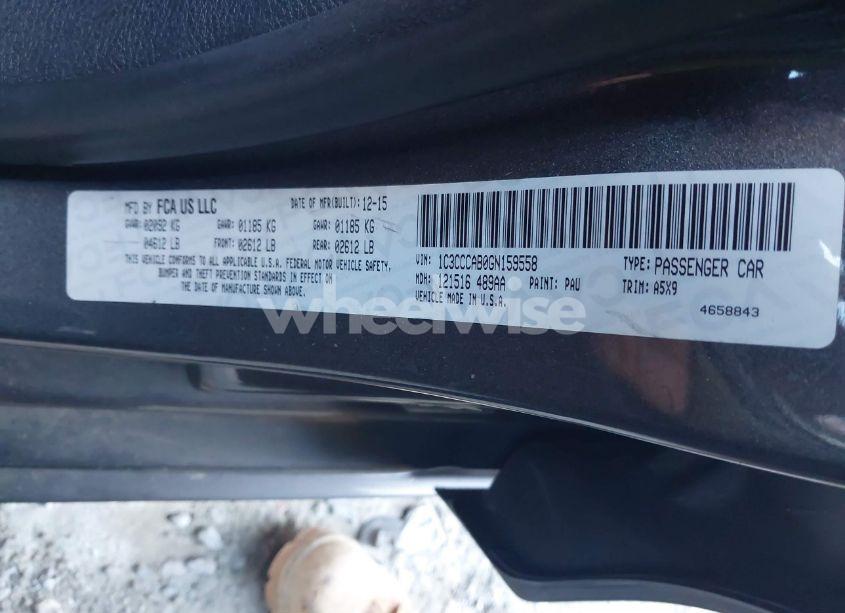 MFD BY FCA US LLC DATE OF MFR(BUILT): 12-15
GVWR: 02092 KG GAWR: 01185 KG GAWR: 01185 KG
04612 LB FRONT: 02612 LB REAR: 02612 LB
THIS VEHICLE CONFORMS TO ALL APPLICABLE U.S.A. FEDERAL MOTOR VEHICLE SAFETY,
BUMPER AND THEFT PREVENTION STANDARDS IN EFFECT ON
THE DATE OF MANUFACTURE SHOWN ABOVE.
VIN: 1C3CCCAB0GN159558 TYPE: PASSENGER CAR
MDH: 121516 489AA PAINT: PAU TRIM: A5X9
VEHICLE MADE IN U.S.A.
4658843
wheelwise